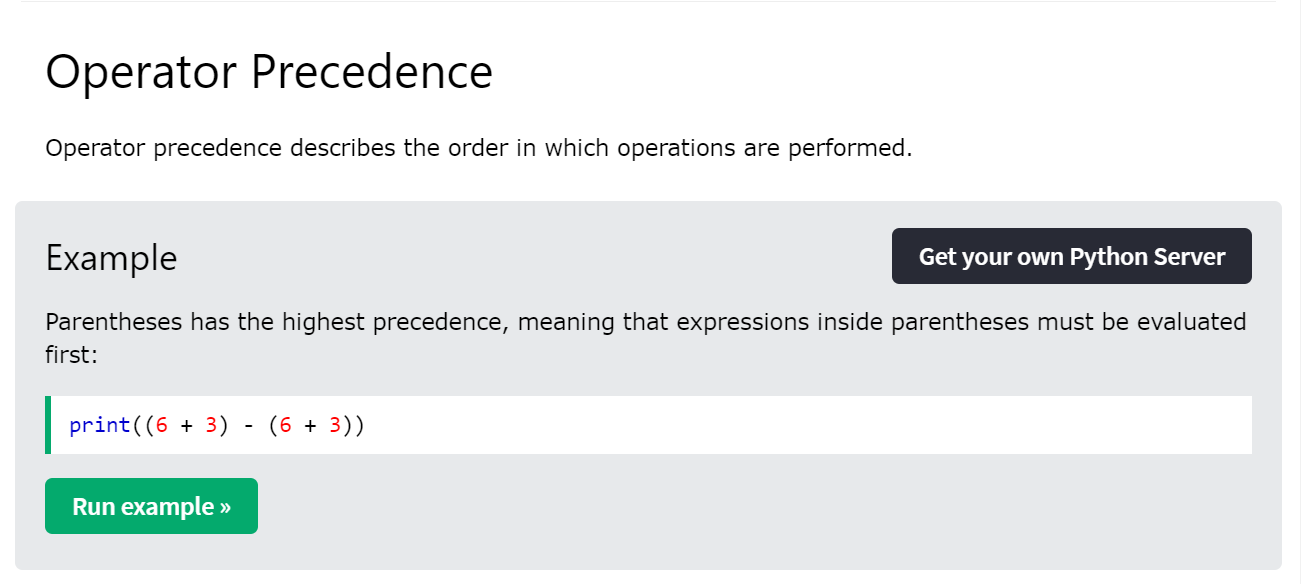 Operator Precedence
Operator precedence describes the order in which operations are performed.
Example
Get your own Python Server
Parentheses has the highest precedence, meaning that expressions inside parentheses must be evaluated
first:
print((6 + 3) - (6 + 3))
Run example »